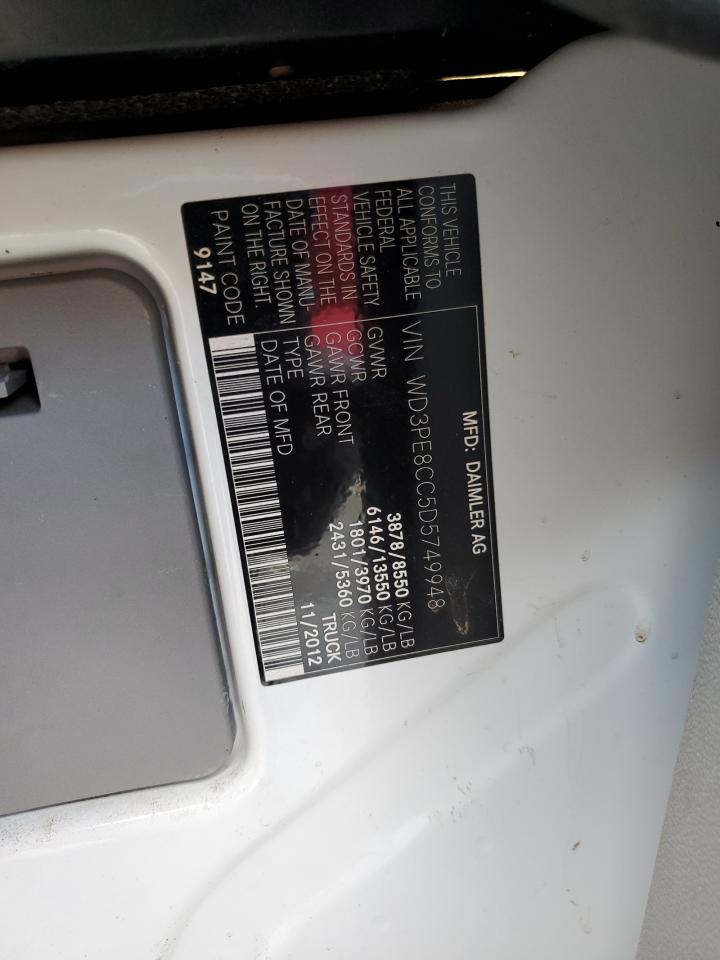 MFD: DAIMLER AG
VIN WD3PE8CC5D5749948
THIS VEHICLE
CONFORMS TO
ALL APPLICABLE
FEDERAL
VEHICLE SAFETY
STANDARDS IN
EFFECT ON THE
DATE OF MANU-
FACTURE SHOWN
ON THE RIGHT.
PAINT CODE
9147
GVWR 3878/8550 KG/LB
GCWR 6146/13550 KG/LB
GAWR FRONT 1801/3970 KG/LB
GAWR REAR 2431/5360 KG/LB
TYPE TRUCK
DATE OF MFD 11/2012